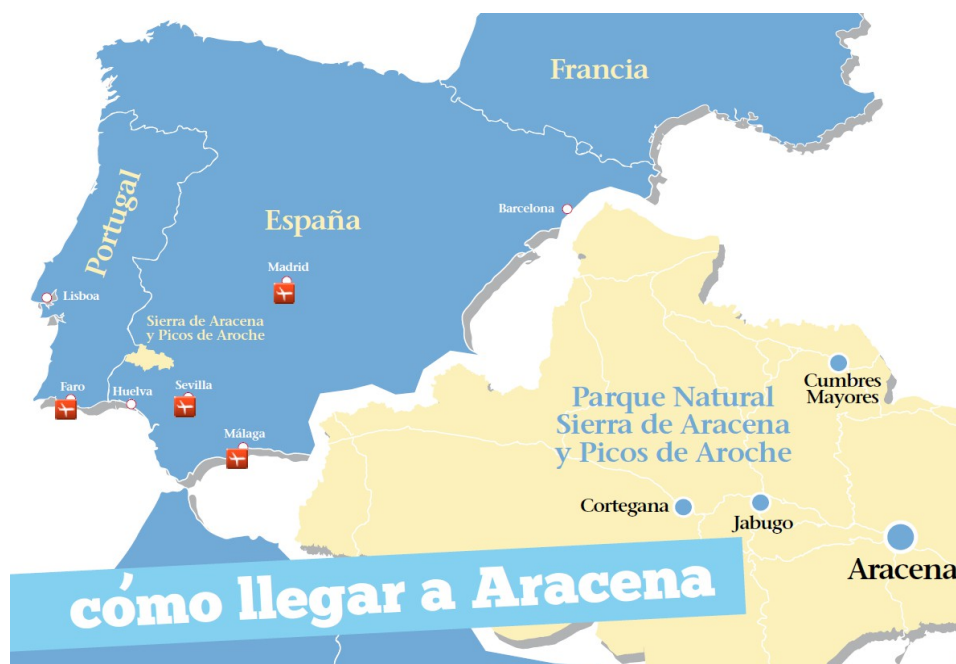 Francia
Portugal
España
Barcelona
Madrid
Lisboa
Sierra de Aracena
y Picos de Aroche
Faro
Huelva
Sevilla
Málaga
Cumbres
Mayores
Parque Natural
Sierra de Aracena
y Picos de Aroche
Cortegana
Jabugo
Aracena
cómo llegar a Aracena